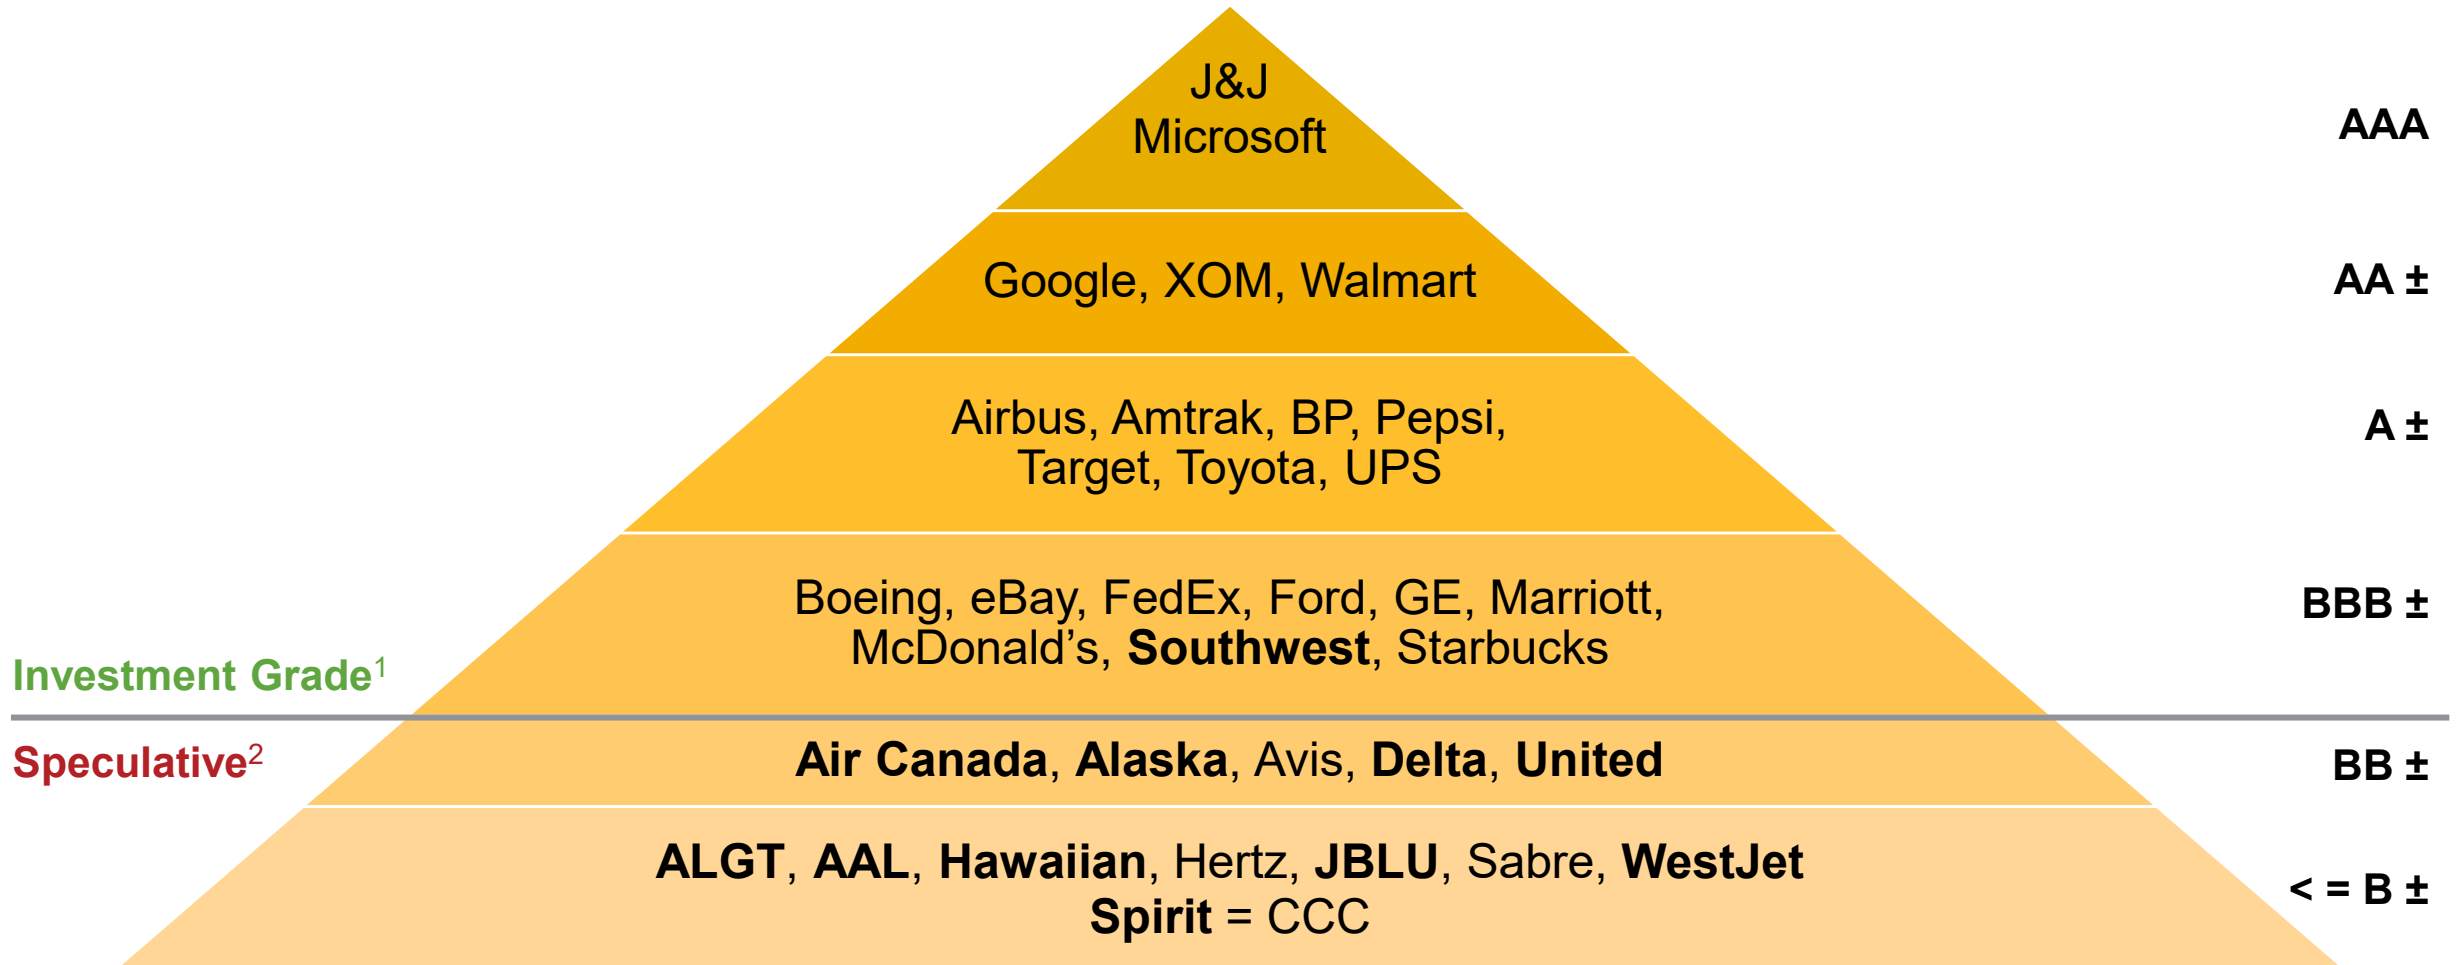 J&J
Microsoft
AAA
Google, XOM, Walmart
AA ±
Airbus, Amtrak, BP, Pepsi,
Target, Toyota, UPS
A ±
Boeing, eBay, FedEx, Ford, GE, Marriott,
McDonald’s, Southwest, Starbucks
BBB ±
Investment Grade¹
Speculative²
Air Canada, Alaska, Avis, Delta, United
BB ±
ALGT, AAL, Hawaiian, Hertz, JBLU, Sabre, WestJet
Spirit = CCC
< = B ±